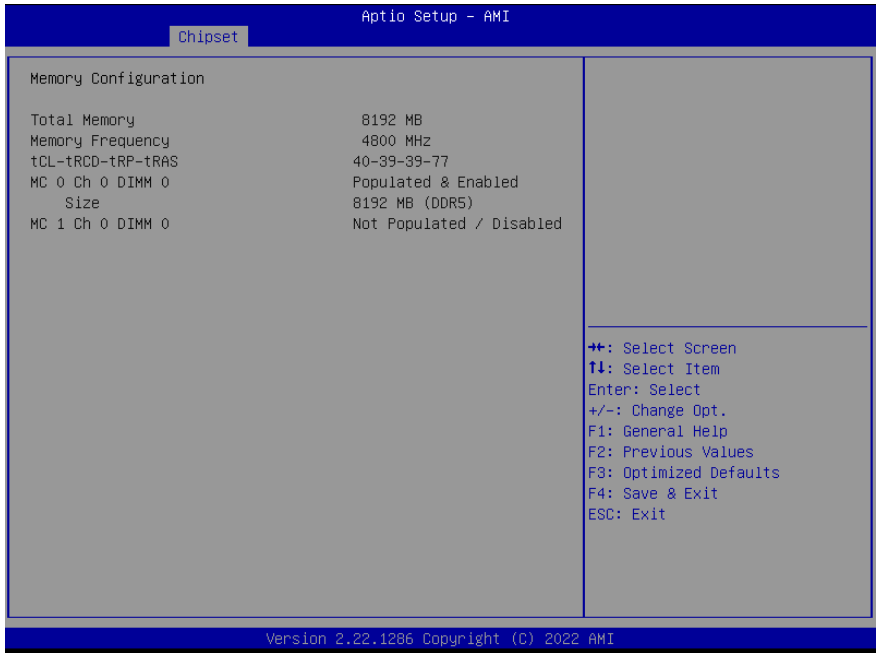 Aptio Setup – AMI
Chipset
Memory Configuration
Total Memory 8192 MB
Memory Frequency 4800 MHz
tCL-tRCD-tRP-tRAS 40-39-39-77
MC 0 Ch 0 DIMM 0 Populated & Enabled
Size 8192 MB (DDR5)
MC 1 Ch 0 DIMM 0 Not Populated / Disabled
→←: Select Screen
↑↓: Select Item
Enter: Select
+/-: Change Opt.
F1: General Help
F2: Previous Values
F3: Optimized Defaults
F4: Save & Exit
ESC: Exit
Version 2.22.1286 Copyright (C) 2022 AMI